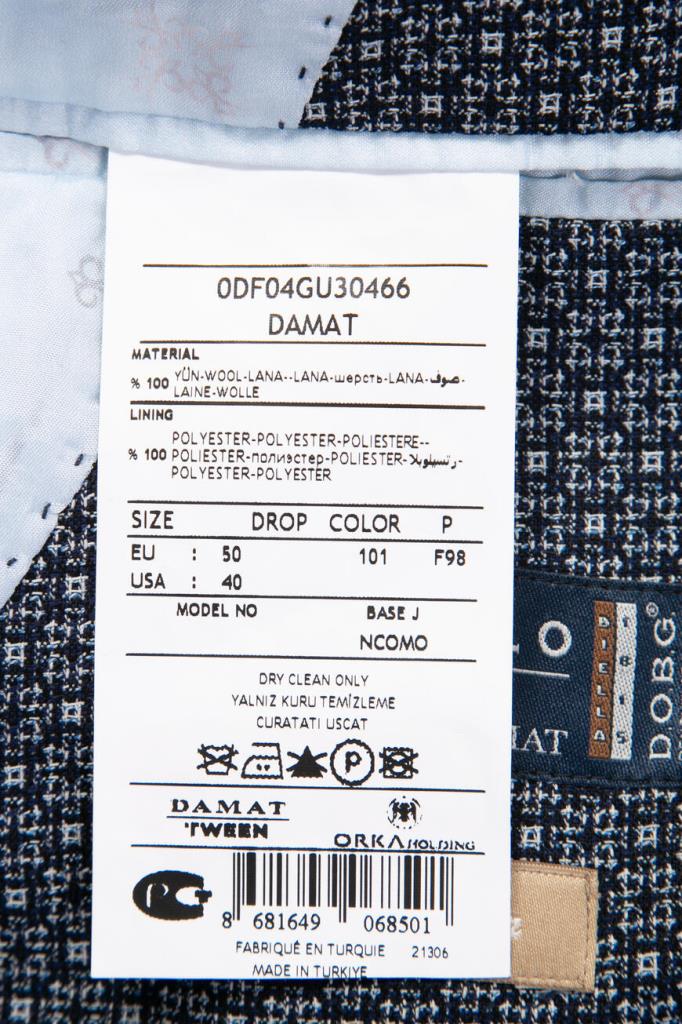 0DF04GU30466
DAMAT
MATERIAL
% 100 YÜN-WOOL-LANA--LANA-шерсть-LANA-صوف-
LAINE-WOLLE
LINING
POLYESTER-POLYESTER-POLIESTERE--
% 100 POLIESTER-полиэстер-POLIESTER-رتسيلوبلا-
POLYESTER-POLYESTER
SIZE DROP COLOR P
EU : 50 101 F98
USA : 40
MODEL NO BASE J
NCOMO
DRY CLEAN ONLY
YALNIZ KURU TEMİZLEME
CURATATI USCAT
P
DAMAT
'TWEEN
ORKA HOLDING
8 681649 068501
FABRIQUÉ EN TURQUIE 21306
MADE IN TURKIYE
O
BIELLA
1815
DOBG®